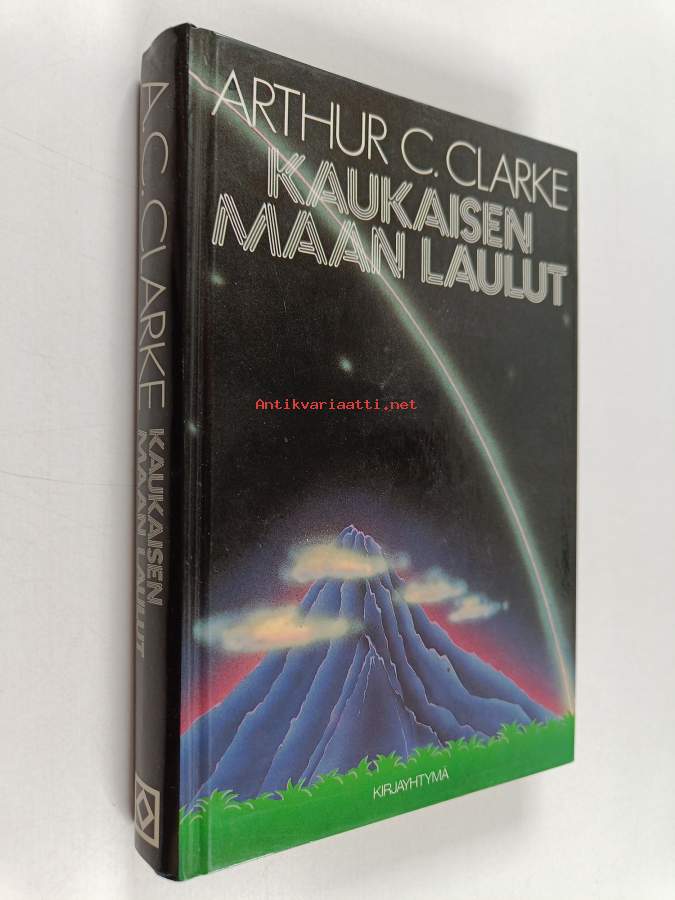 ARTHUR C. CLARKE
KAUKAISEN
MAAN LAULUT
Antikvariaatti.net
KIRJAYHTYMÄ
A.C. CLARKE KAUKAISEN
MAAN LAULUT